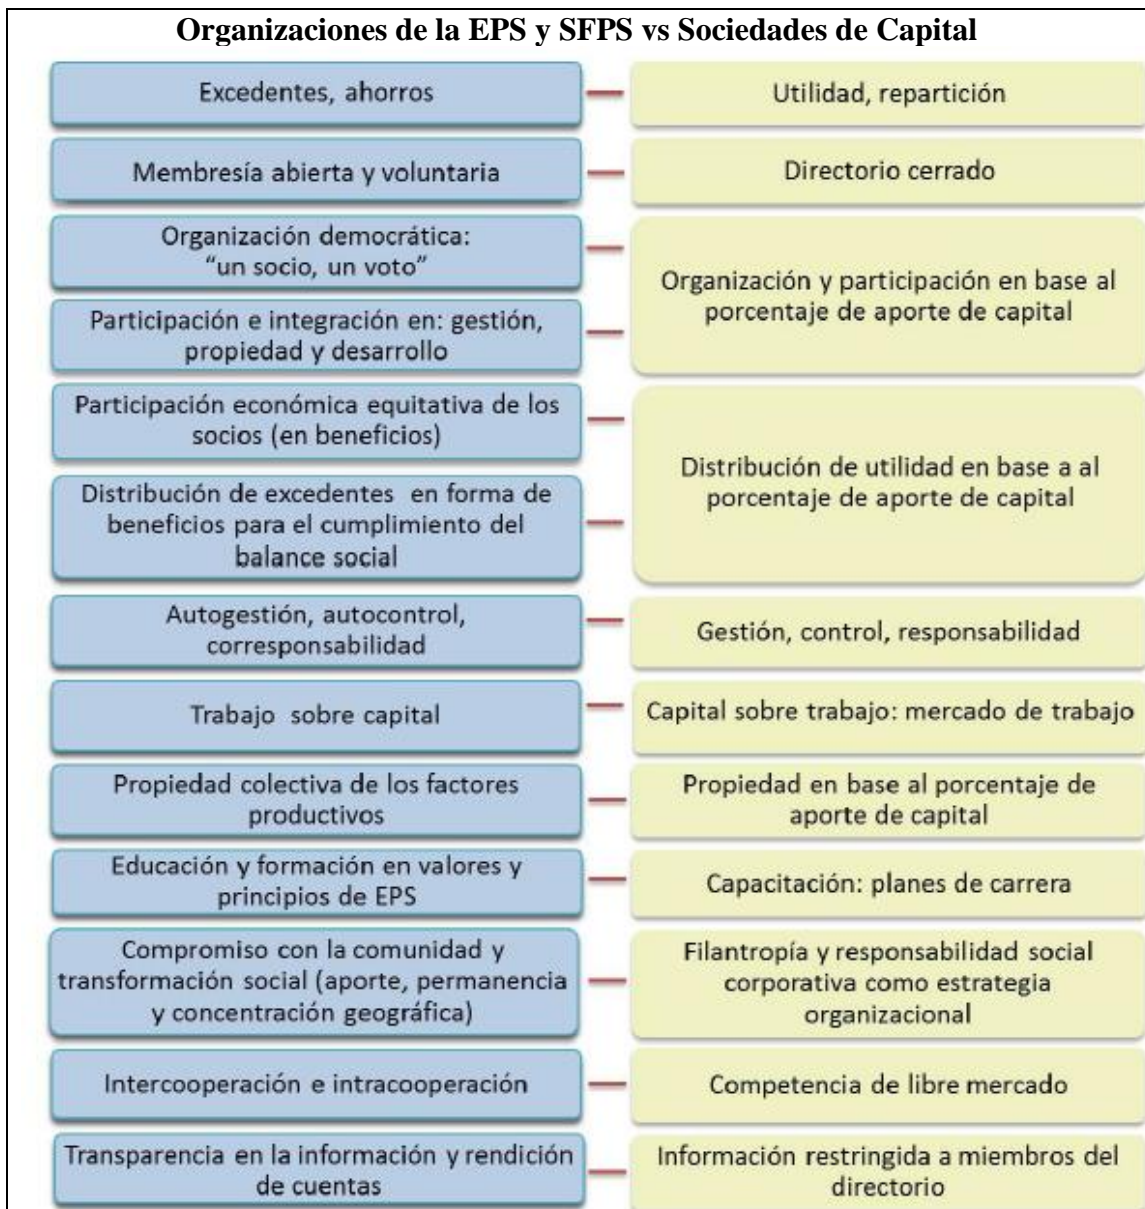 Organizaciones de la EPS y SFPS vs Sociedades de Capital
Excedentes, ahorros
Utilidad, repartición
Membresía abierta y voluntaria
Directorio cerrado
Organización democrática:
“un socio, un voto”
Participación e integración en: gestión,
propiedad y desarrollo
Organización y participación en base al
porcentaje de aporte de capital
Participación económica equitativa de los
socios (en beneficios)
Distribución de excedentes en forma de
beneficios para el cumplimiento del
balance social
Distribución de utilidad en base a al
porcentaje de aporte de capital
Autogestión, autocontrol,
corresponsabilidad
Gestión, control, responsabilidad
Trabajo sobre capital
Capital sobre trabajo: mercado de trabajo
Propiedad colectiva de los factores
productivos
Propiedad en base al porcentaje de
aporte de capital
Educación y formación en valores y
principios de EPS
Capacitación: planes de carrera
Compromiso con la comunidad y
transformación social (aporte, permanencia
y concentración geográfica)
Filantropía y responsabilidad social
corporativa como estrategia
organizacional
Intercooperación e intracooperación
Competencia de libre mercado
Transparencia en la información y rendición
de cuentas
Información restringida a miembros del
directorio